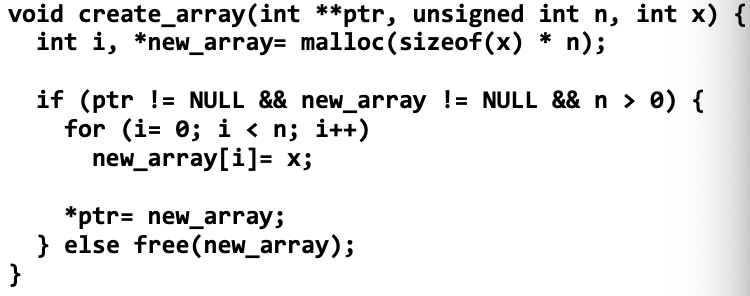 void create_array(int **ptr, unsigned int n, int x) {
  int i, *new_array= malloc(sizeof(x) * n);

  if (ptr != NULL && new_array != NULL && n > 0) {
    for (i= 0; i < n; i++)
      new_array[i]= x;

    *ptr= new_array;
  } else free(new_array);
}